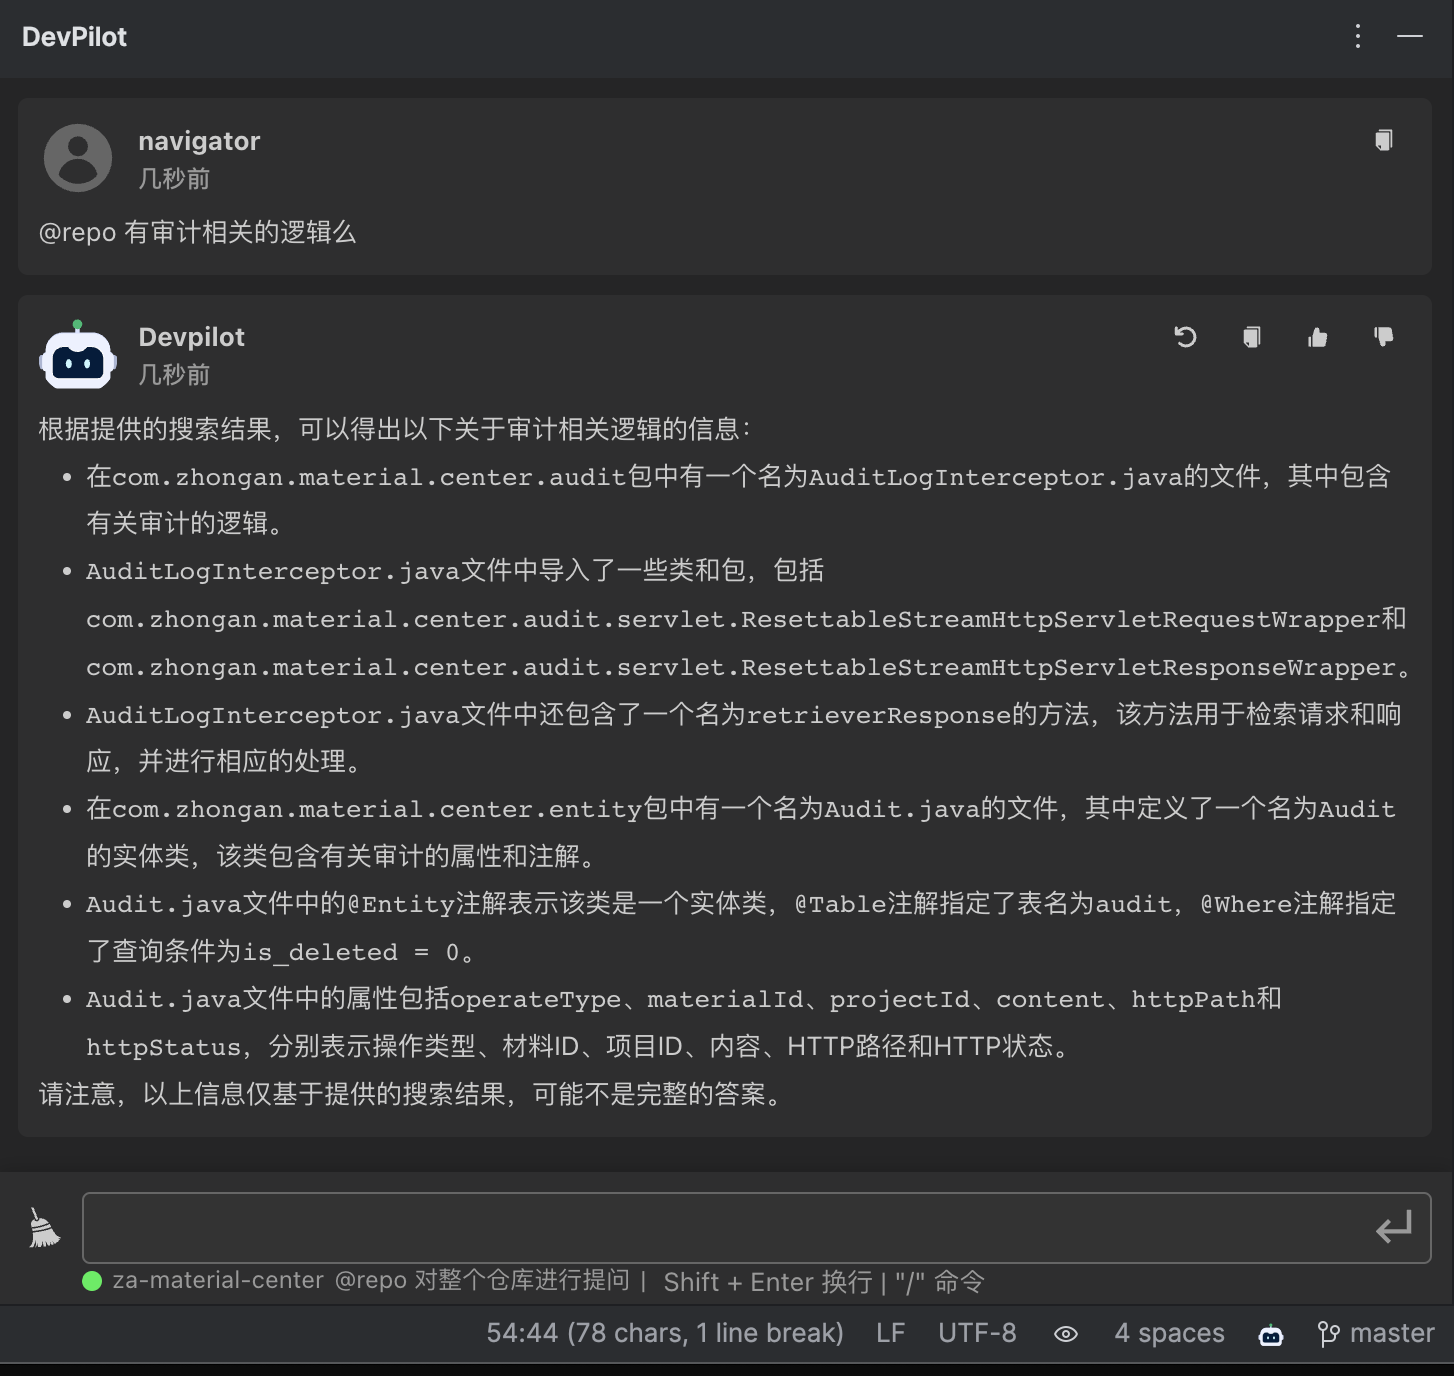 DevPilot
navigator
几秒前
@repo 有审计相关的逻辑么
Devpilot
几秒前
根据提供的搜索结果，可以得出以下关于审计相关逻辑的信息：
• 在com.zhongan.material.center.audit包中有一个名为AuditLogInterceptor.java的文件，其中包含
有关审计的逻辑。
• AuditLogInterceptor.java文件中导入了一些类和包，包括
com.zhongan.material.center.audit.servlet.ResettableStreamHttpServletRequestWrapper和
com.zhongan.material.center.audit.servlet.ResettableStreamHttpServletResponseWrapper。
• AuditLogInterceptor.java文件中还包含了一个名为retrieverResponse的方法，该方法用于检索请求和响
应，并进行相应的处理。
• 在com.zhongan.material.center.entity包中有一个名为Audit.java的文件，其中定义了一个名为Audit
的实体类，该类包含有关审计的属性和注解。
• Audit.java文件中的@Entity注解表示该类是一个实体类，@Table注解指定了表名为audit，@Where注解指定
了查询条件为is_deleted = 0。
• Audit.java文件中的属性包括operateType、materialId、projectId、content、httpPath和
httpStatus，分别表示操作类型、材料ID、项目ID、内容、HTTP路径和HTTP状态。
请注意，以上信息仅基于提供的搜索结果，可能不是完整的答案。
za-material-center @repo 对整个仓库进行提问 | Shift + Enter 换行 | "/" 命令
54:44 (78 chars, 1 line break) LF UTF-8 4 spaces master